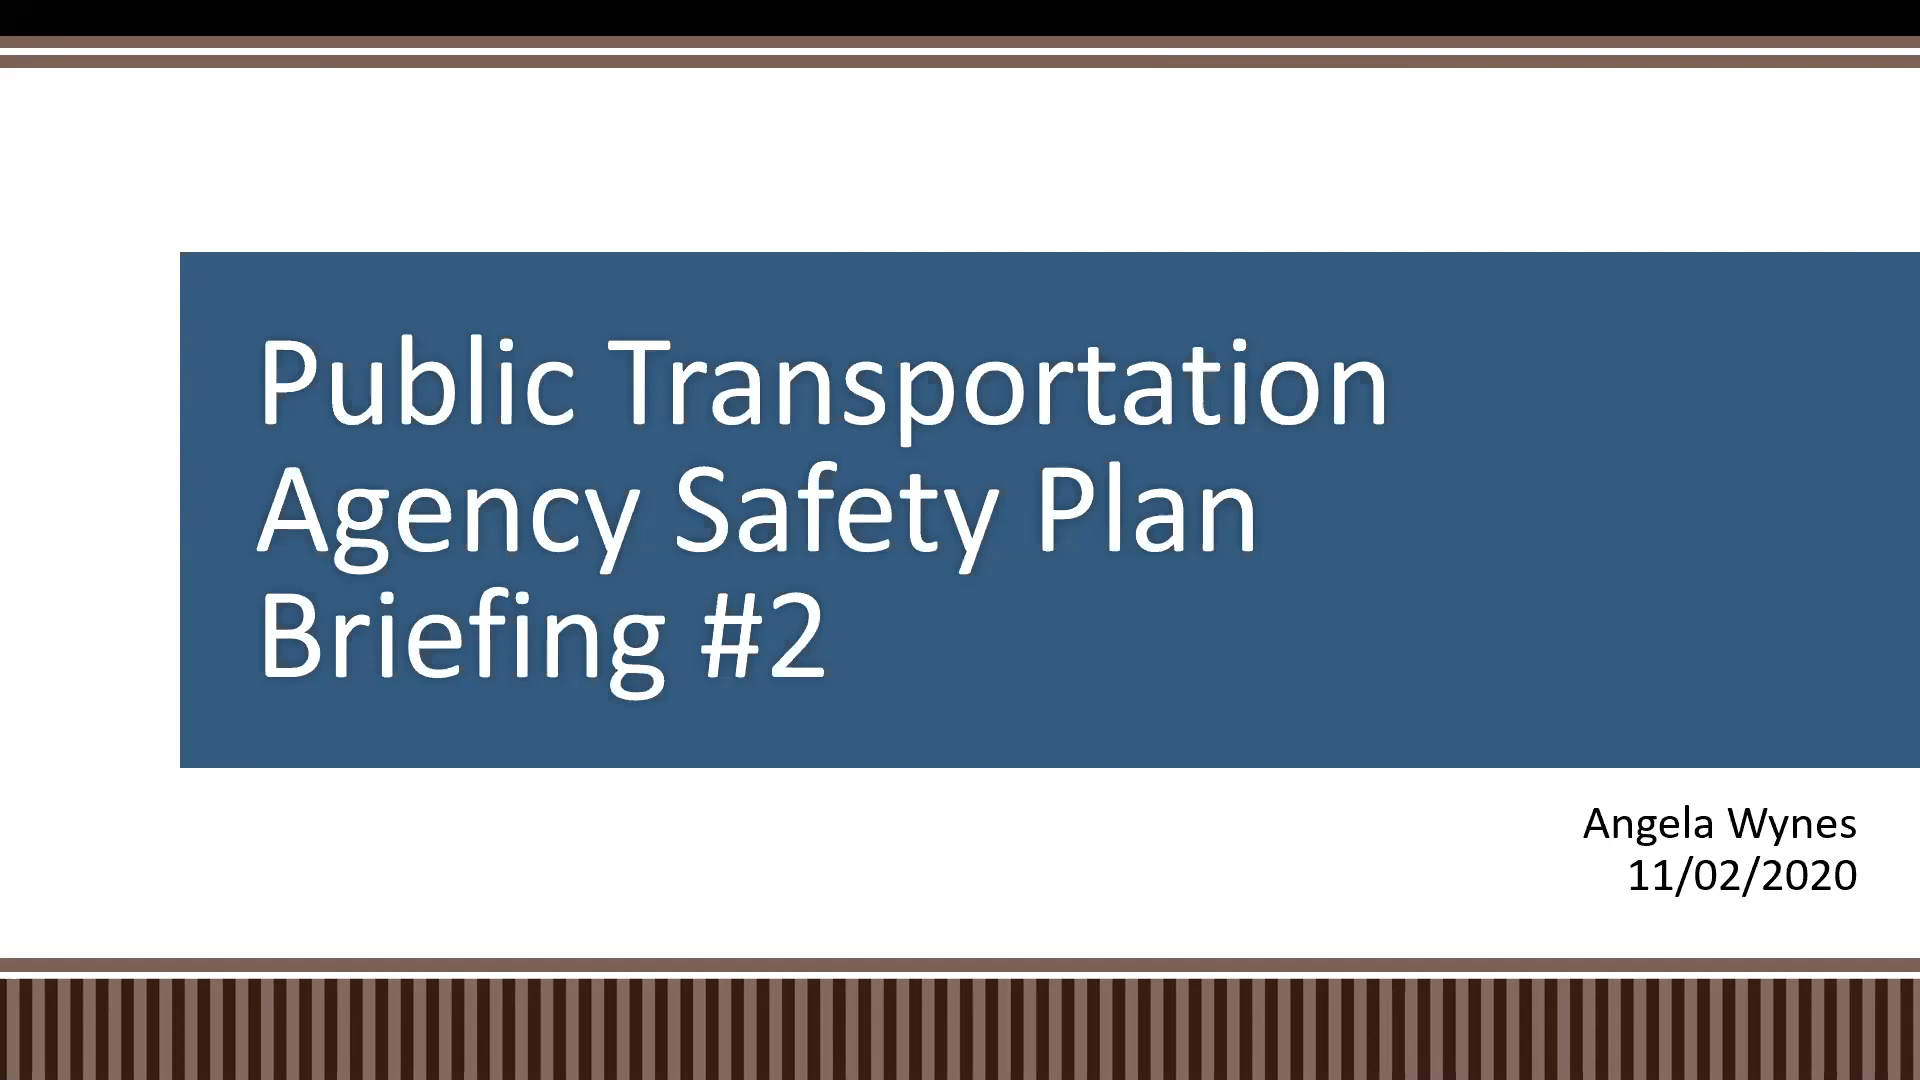 Public Transportation
Agency Safety Plan
Briefing #2
Angela Wynes
11/02/2020